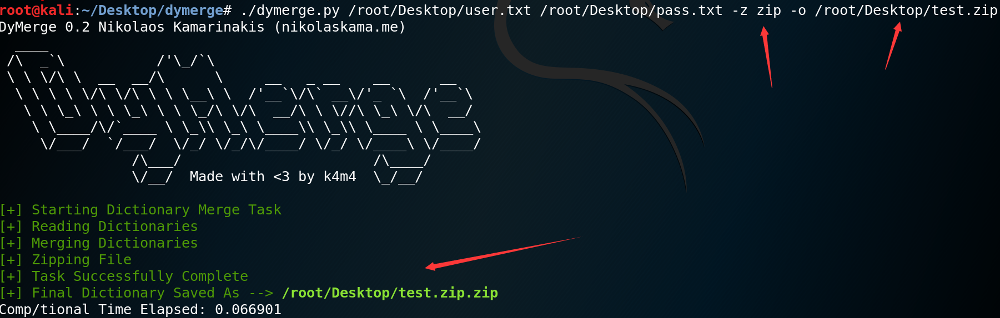 root@kali:~/Desktop/dymerge# ./dymerge.py /root/Desktop/user.txt /root/Desktop/pass.txt -z zip -o /root/Desktop/test.zip
DyMerge 0.2 Nikolaos Kamarinakis (nikolaskama.me)
  _____
 /\  _`\           /'\_/`\
 \ \ \/\ \  __  __/\      \     __   _ __    __      __
  \ \ \ \ \/\ \/\ \ \ \__\ \  /'__`\/\`'__\/'_ `\  /'__`\
   \ \ \_\ \ \ \_\ \ \ \_/\ \/\  __/\ \ \//\ \_\ \/\  __/
    \ \____/\/`____ \ \_\\ \_\ \____\\ \_\\ \____ \ \____\
     \/___/  `/___/  \/_/ \/_/\/____/ \/_/ \/____\ \/____/
                /\___/                       /\____/
                \/__/  Made with <3 by k4m4  \_/__/
[+] Starting Dictionary Merge Task
[+] Reading Dictionaries
[+] Merging Dictionaries
[+] Zipping File
[+] Task Successfully Complete
[+] Final Dictionary Saved As --> /root/Desktop/test.zip.zip
Comp/tional Time Elapsed: 0.066901